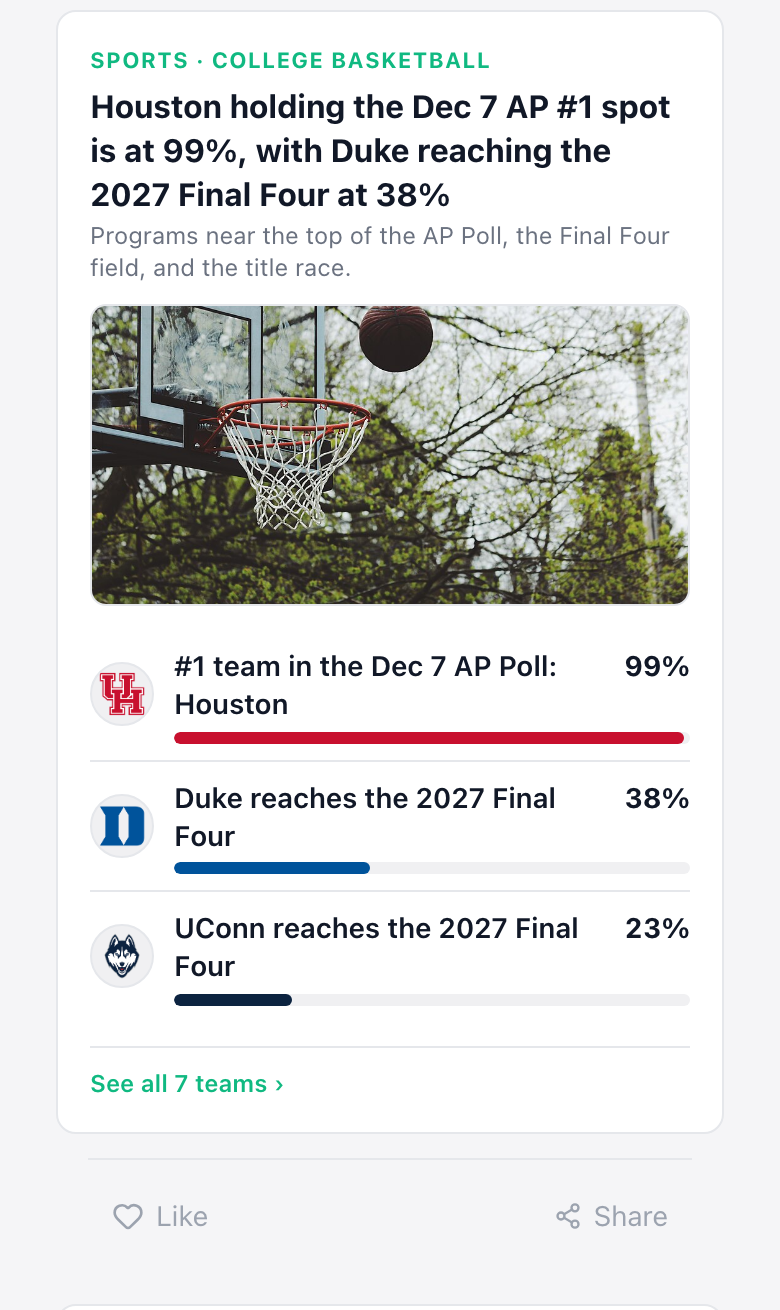 SPORTS · COLLEGE BASKETBALL
Houston holding the Dec 7 AP #1 spot
is at 99%, with Duke reaching the
2027 Final Four at 38%
Programs near the top of the AP Poll, the Final Four
field, and the title race.
#1 team in the Dec 7 AP Poll:
Houston
99%
Duke reaches the 2027 Final
Four
38%
UConn reaches the 2027 Final
Four
23%
See all 7 teams ›
Like
Share